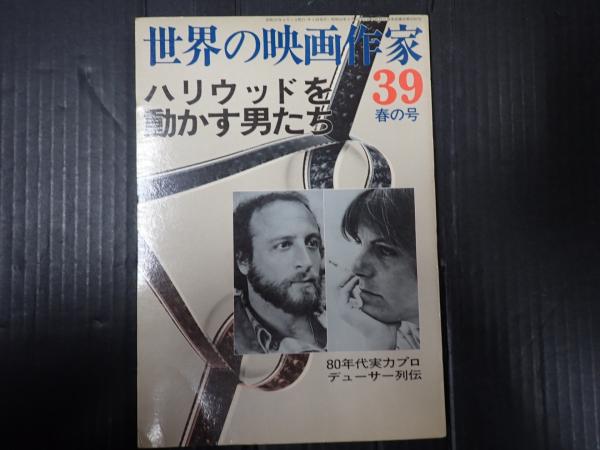 世界の映画作家
39
春の号
ハリウッドを
動かす男たち
80年代実力プロ
デューサー列伝